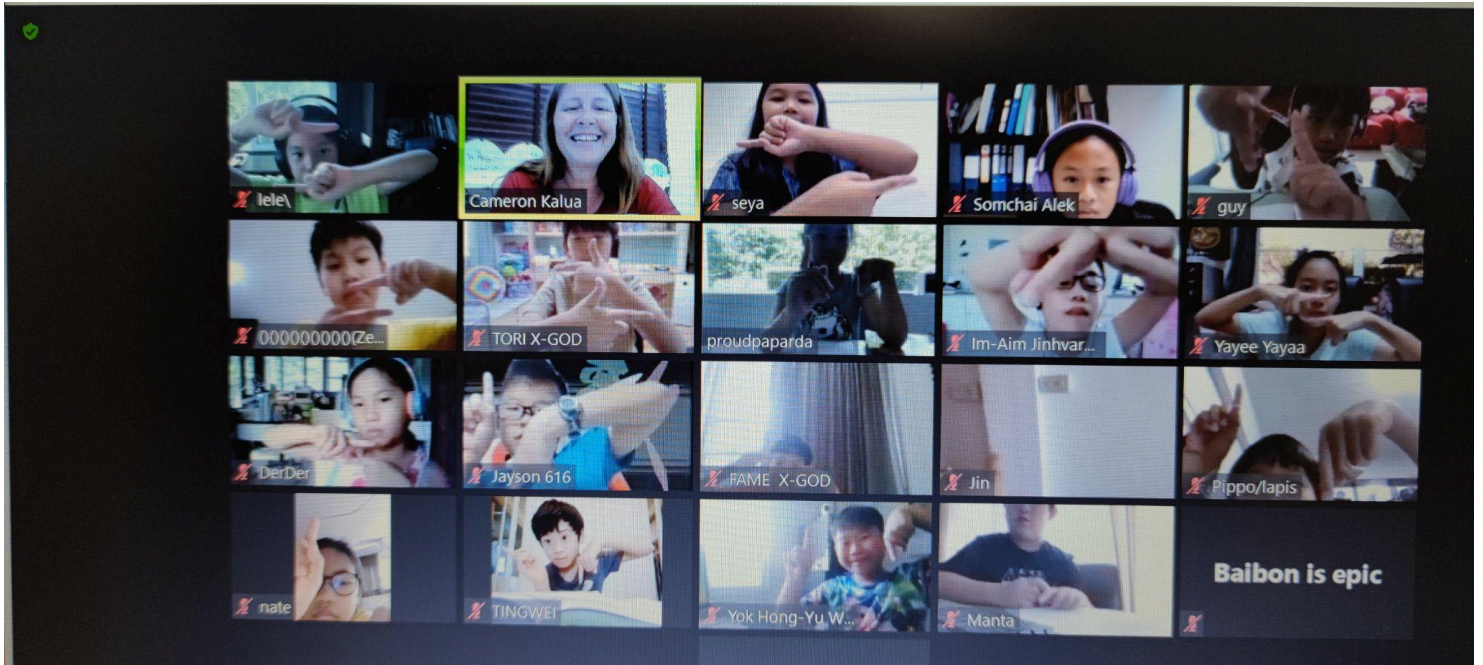 lele\
Cameron Kalua
seya
Somchai Alek
guy
0000000000(Ze...
TORI X-GOD
proudpaparda
Im-Aim Jinhvar...
Yayee Yayaa
DerDer
Jayson 616
FAME X-GOD
Jin
Pippo/lapis
nate
TINGWEI
Yok Hong-Yu W...
Manta
Baibon is epic